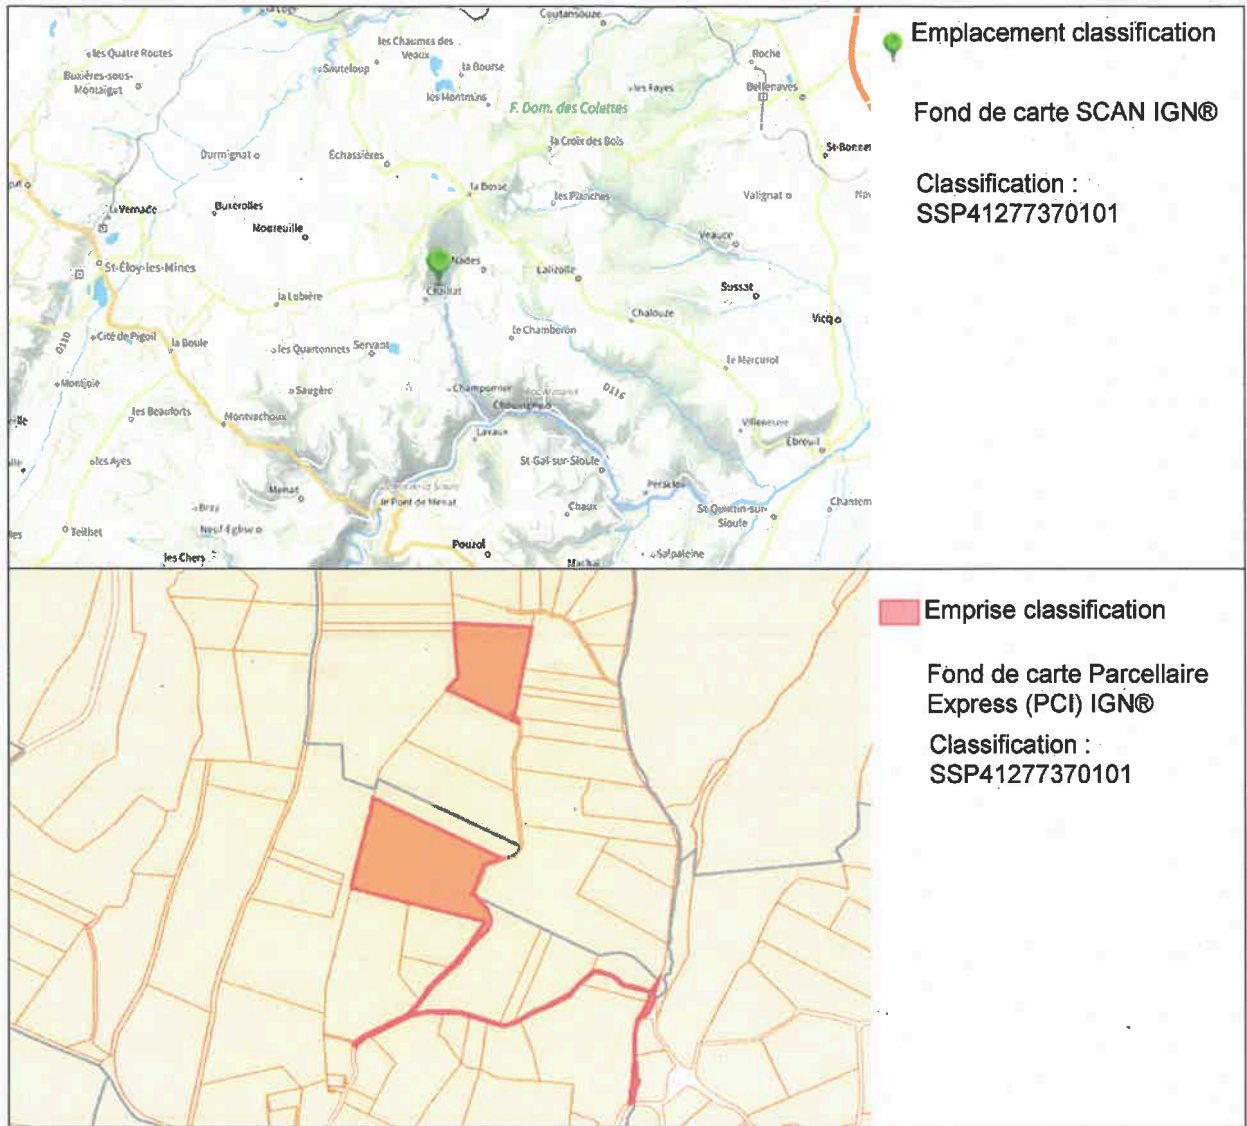 Coutansouze
les Quatre Routes
les Chaumes des
Veaux
Sauteloup
la Bourse
Roche
Buxières-sous-
Montaigut
les Montmins
les Fayes
Bellenaves
F. Dom. des Colettes
Durmignat
Échassières
la Croix des Bois
St-Bonnet
la Bosse
les Planches
Valignat
la Vernade
Buxerolles
Moureuille
Veauce
St-Éloy-les-Mines
Nades
Lalizolle
Sussat
Chaillat
la Lubière
Chalouze
Vicq
D110
Cité de Pigoil
la Boule
le Chamberon
les Quartonnets
Servant
le Mercurol
Montjoie
Saugère
Champomier
D116
les Beauforts
Montvachoux
Chouvigny
Villeneuve
Lavaux
Ébreuil
les Ayes
St-Gal-sur-Sioule
Menat
Péraclos
le Pont de Menat
Chaux
St-Quintin-sur-
Sioule
Chantem
Teilhet
Neuf-Église
Pouzol
Salpaleine
les Chers
Emplacement classification
Fond de carte SCAN IGN®
Classification :
SSP41277370101
Emprise classification
Fond de carte Parcellaire
Express (PCI) IGN®
Classification :
SSP41277370101